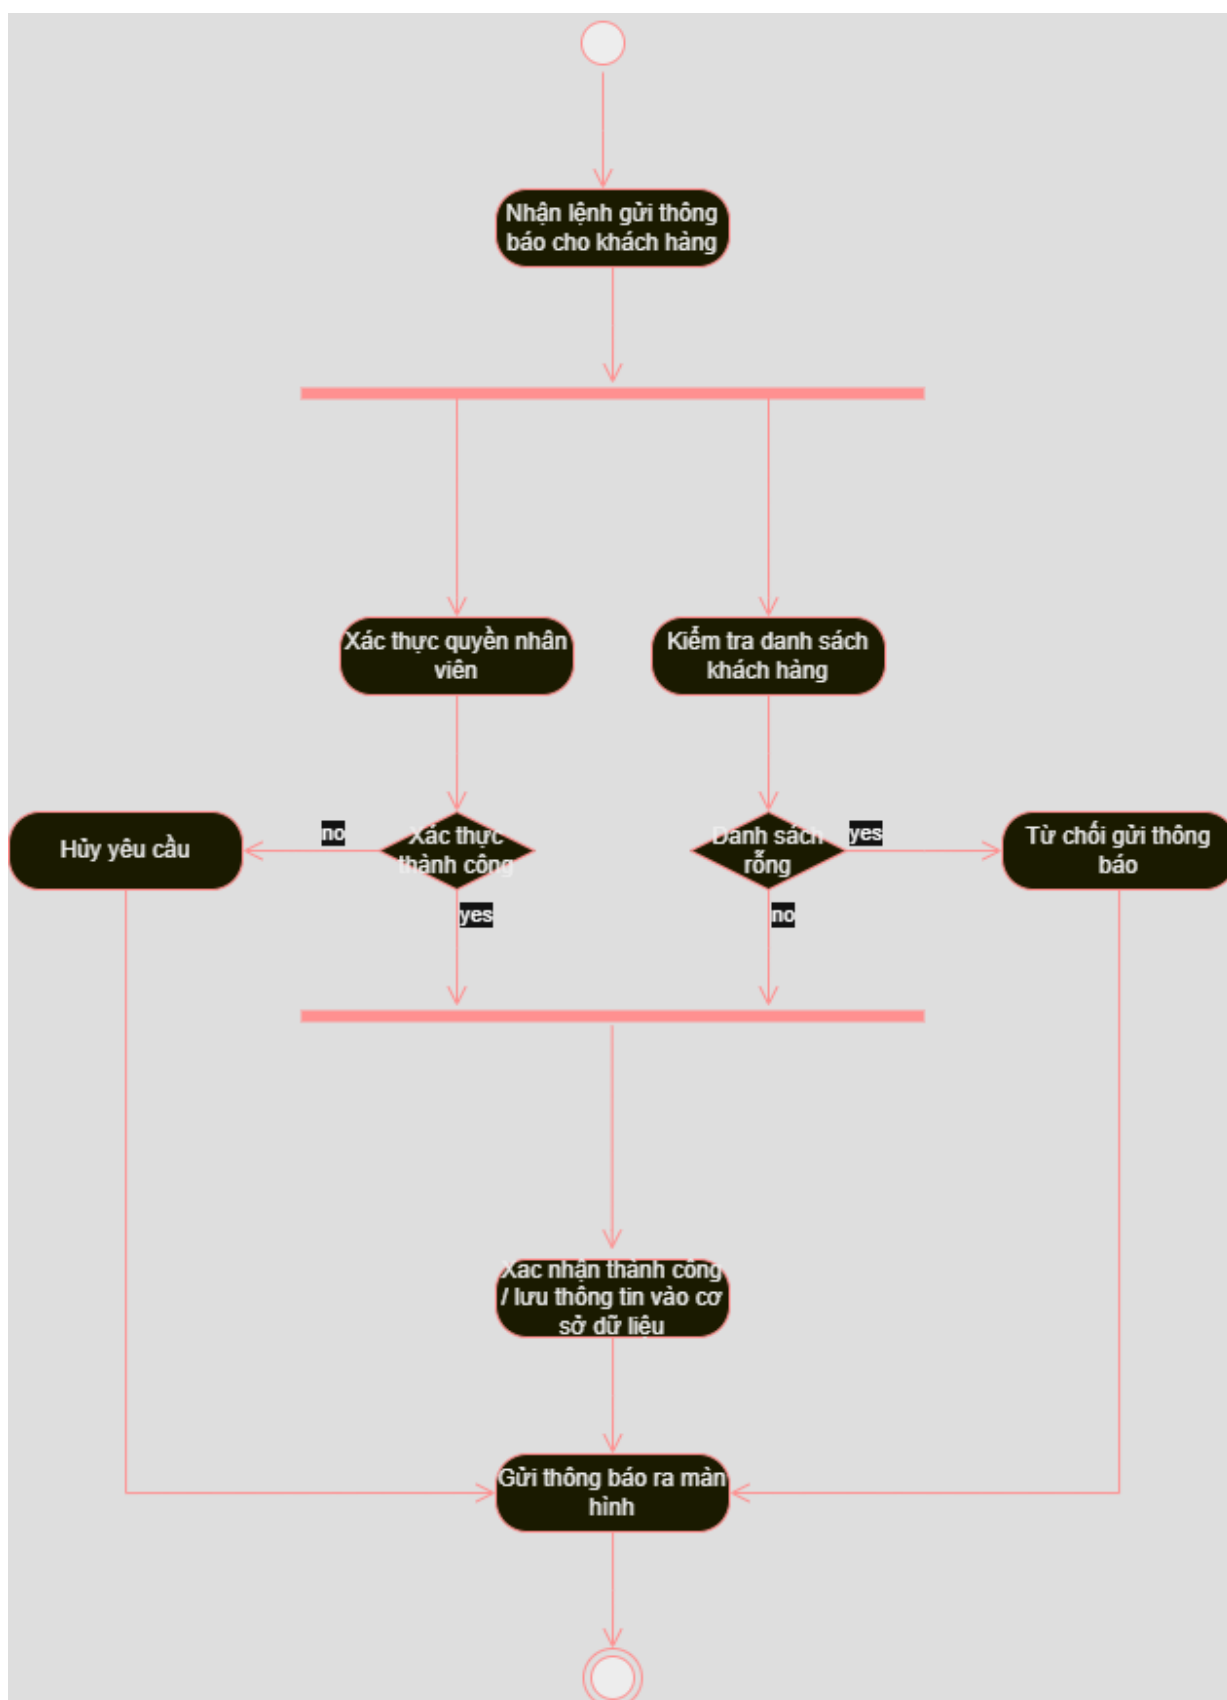 Nhận lệnh gửi thông
báo cho khách hàng
Xác thực quyền nhân
viên
Kiểm tra danh sách
khách hàng
Hủy yêu cầu
no
Xác thực
thành công
yes
Danh sách
rỗng
yes
no
Từ chối gửi thông
báo
Xac nhận thành công
/ lưu thông tin vào cơ
sở dữ liệu
Gửi thông báo ra màn
hình